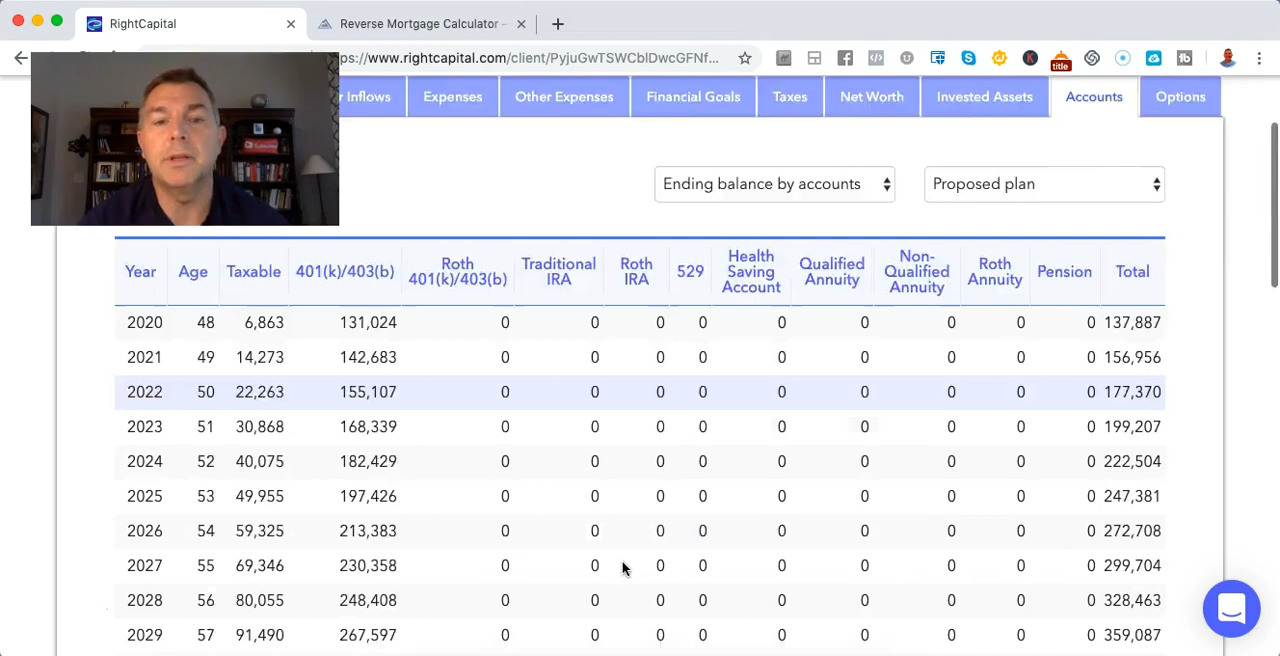 RightCapital
Reverse Mortgage Calculator
ps://www.rightcapital.com/client/PyjuGwTSWCblDwcGFNf...
title
r Inflows Expenses Other Expenses Financial Goals Taxes Net Worth Invested Assets Accounts Options
Ending balance by accounts Proposed plan
Year Age Taxable 401(k)/403(b) Roth 401(k)/403(b) Traditional IRA Roth IRA 529 Health Saving Account Qualified Annuity Non-Qualified Annuity Roth Annuity Pension Total
2020 48 6,863 131,024 0 0 0 0 0 0 0 0 0 137,887
2021 49 14,273 142,683 0 0 0 0 0 0 0 0 0 156,956
2022 50 22,263 155,107 0 0 0 0 0 0 0 0 0 177,370
2023 51 30,868 168,339 0 0 0 0 0 0 0 0 0 199,207
2024 52 40,075 182,429 0 0 0 0 0 0 0 0 0 222,504
2025 53 49,955 197,426 0 0 0 0 0 0 0 0 0 247,381
2026 54 59,325 213,383 0 0 0 0 0 0 0 0 0 272,708
2027 55 69,346 230,358 0 0 0 0 0 0 0 0 0 299,704
2028 56 80,055 248,408 0 0 0 0 0 0 0 0 0 328,463
2029 57 91,490 267,597 0 0 0 0 0 0 0 0 0 359,087